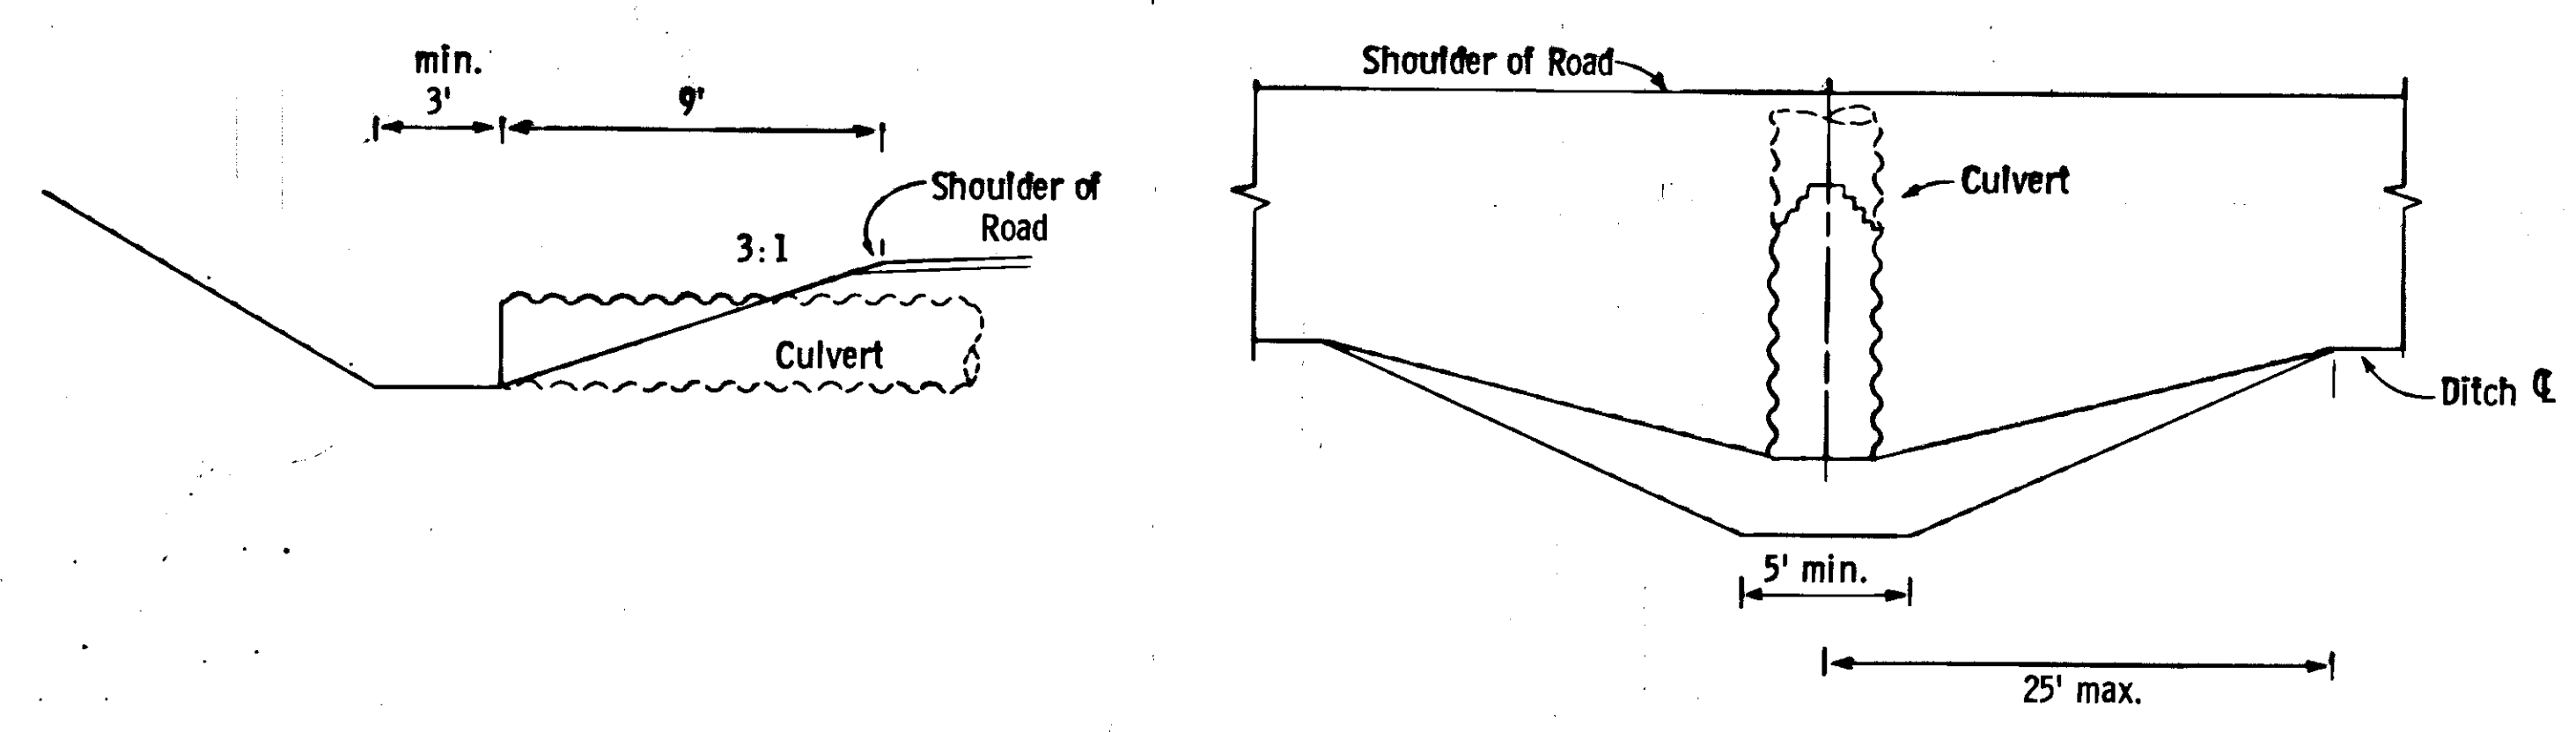 min.
3'
9'
Shoulder of
Road
3:1
Culvert
Shoulder of Road
Culvert
Ditch ℄
5' min.
25' max.